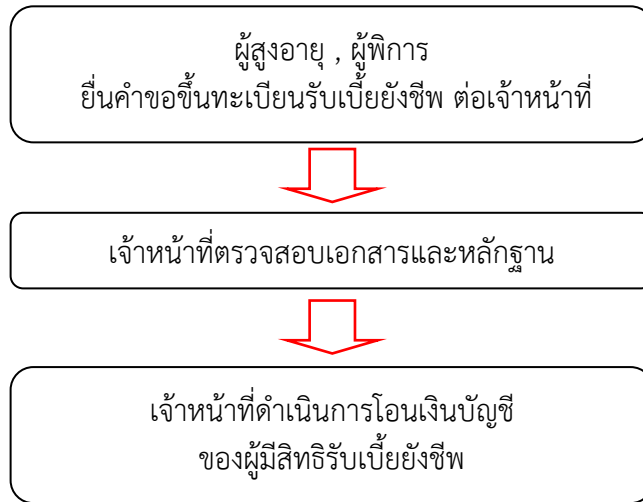 ผู้สูงอายุ , ผู้พิการ
ยื่นคำขอขึ้นทะเบียนรับเบี้ยยังชีพ ต่อเจ้าหน้าที่
เจ้าหน้าที่ตรวจสอบเอกสารและหลักฐาน
เจ้าหน้าที่ดำเนินการโอนเงินบัญชี
ของผู้มีสิทธิรับเบี้ยยังชีพ